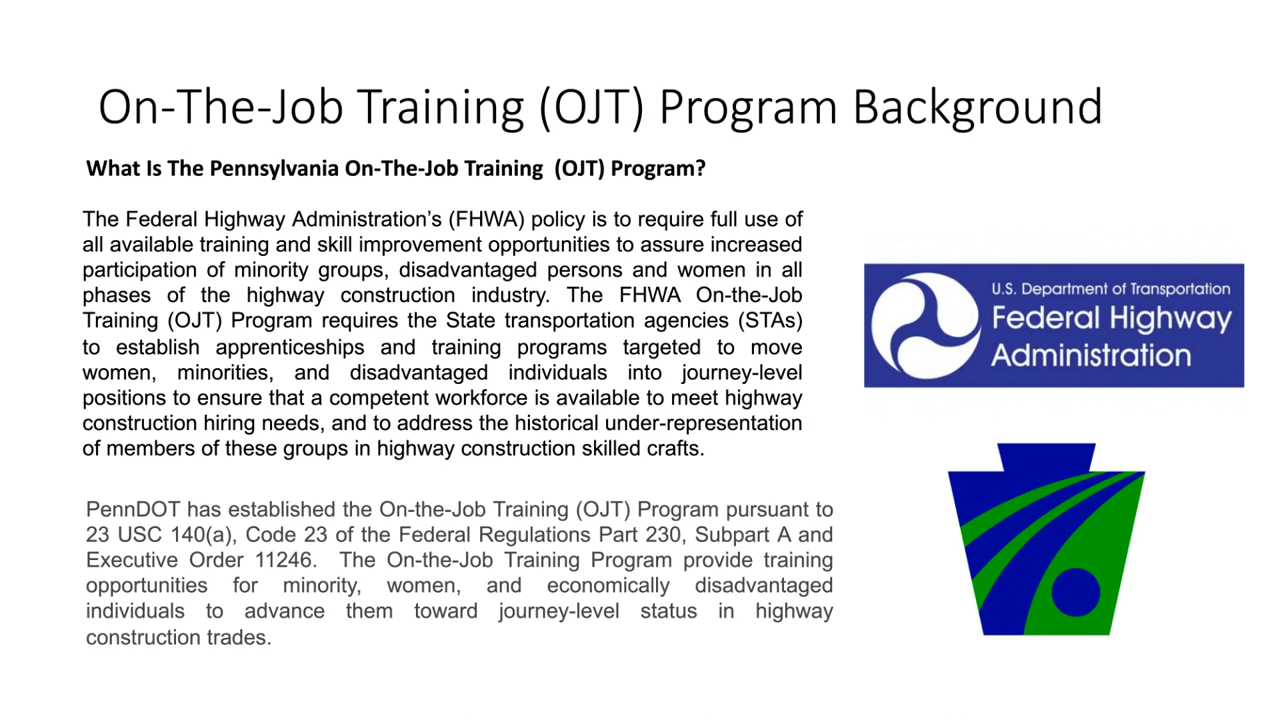 On-The-Job Training (OJT) Program Background
What Is The Pennsylvania On-The-Job Training  (OJT) Program?
The Federal Highway Administration’s (FHWA) policy is to require full use of
all available training and skill improvement opportunities to assure increased
participation of minority groups, disadvantaged persons and women in all
phases of the highway construction industry. The FHWA On-the-Job
Training (OJT) Program requires the State transportation agencies (STAs)
to establish apprenticeships and training programs targeted to move
women, minorities, and disadvantaged individuals into journey-level
positions to ensure that a competent workforce is available to meet highway
construction hiring needs, and to address the historical under-representation
of members of these groups in highway construction skilled crafts.
PennDOT has established the On-the-Job Training (OJT) Program pursuant to
23 USC 140(a), Code 23 of the Federal Regulations Part 230, Subpart A and
Executive Order 11246.  The On-the-Job Training Program provide training
opportunities for minority, women, and economically disadvantaged
individuals to advance them toward journey-level status in highway
construction trades.
U.S. Department of Transportation
Federal Highway
Administration